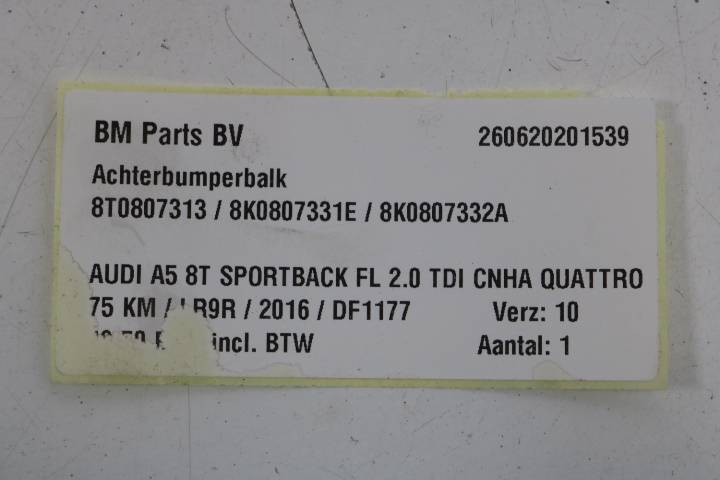 BM Parts BV 260620201539
Achterbumperbalk
8T0807313 / 8K0807331E / 8K0807332A
AUDI A5 8T SPORTBACK FL 2.0 TDI CNHA QUATTRO
75 KM / R9R / 2016 / DF1177 Verz: 10
incl. BTW Aantal: 1